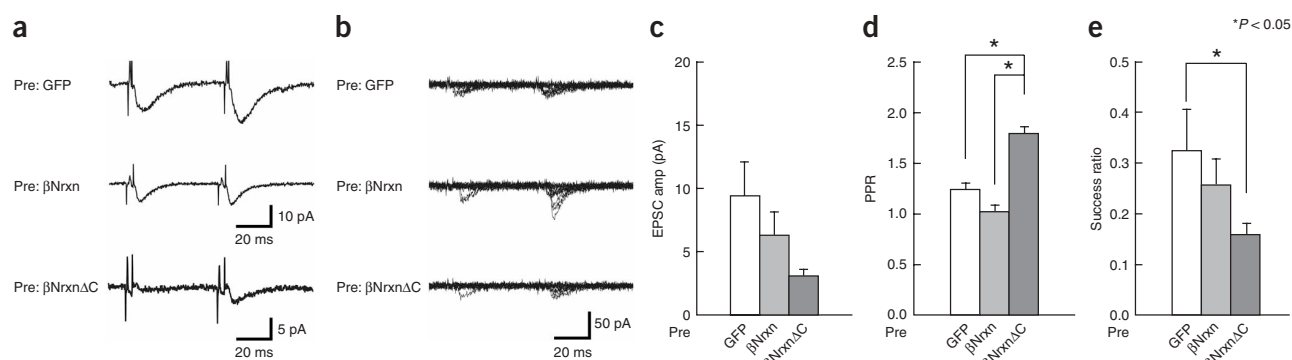 a
Pre: GFP
Pre: βNrxn
10 pA
20 ms
Pre: βNrxnΔC
5 pA
20 ms
b
Pre: GFP
Pre: βNrxn
Pre: βNrxnΔC
50 pA
20 ms
c
EPSC amp (pA)
20
15
10
5
0
Pre
GFP
βNrxn
βNrxnΔC
d
PPR
2.5
2.0
1.5
1.0
0.5
0.0
*
*
Pre
GFP
βNrxn
βNrxnΔC
e
*P < 0.05
Success ratio
0.5
0.4
0.3
0.2
0.1
0.0
*
Pre
GFP
βNrxn
βNrxnΔC